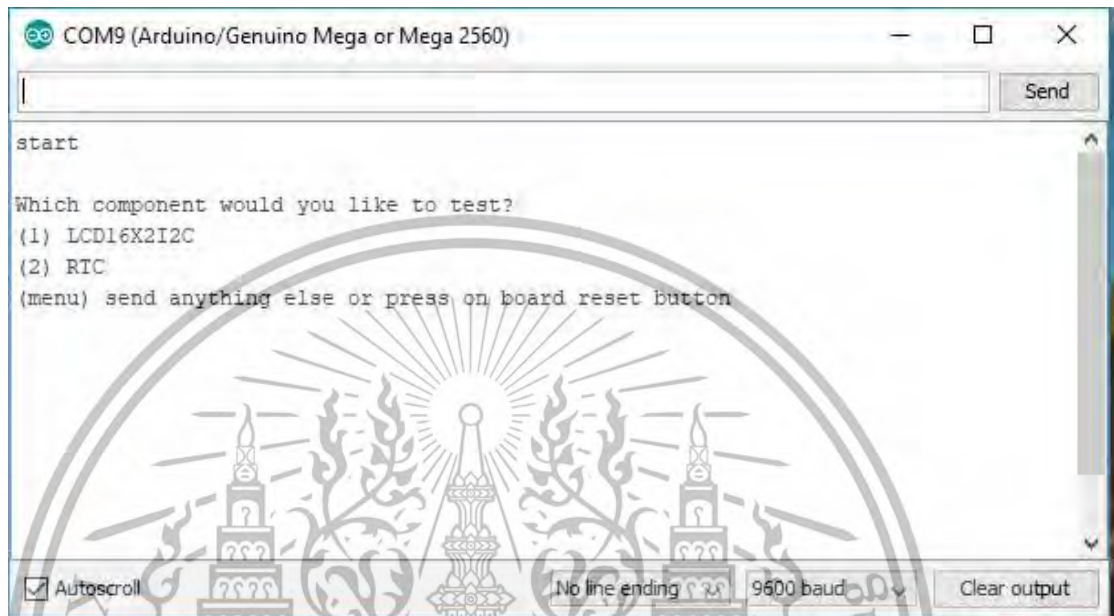 COM9 (Arduino/Genuino Mega or Mega 2560)
Send
start
Which component would you like to test?
(1) LCD16X2I2C
(2) RTC
(menu) send anything else or press on board reset button
Autoscroll
No line ending
9600 baud
Clear output